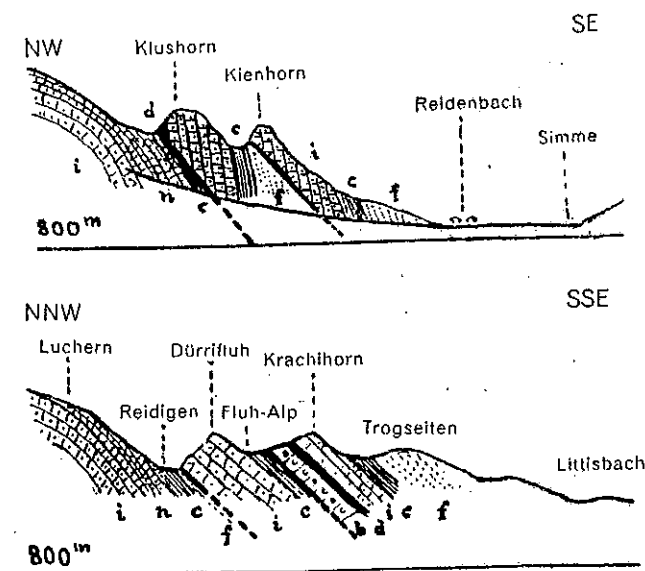 NW
SE
Klushorn
Kienhorn
Reidenbach
Simme
d
c
i
c
f
i
n
c
f
800m
NNW
SSE
Luchern
Dürrifluh
Krachihorn
Reidigen
Fluh-Alp
Trogseiten
Littisbach
i n c f i c b d i c f
800m